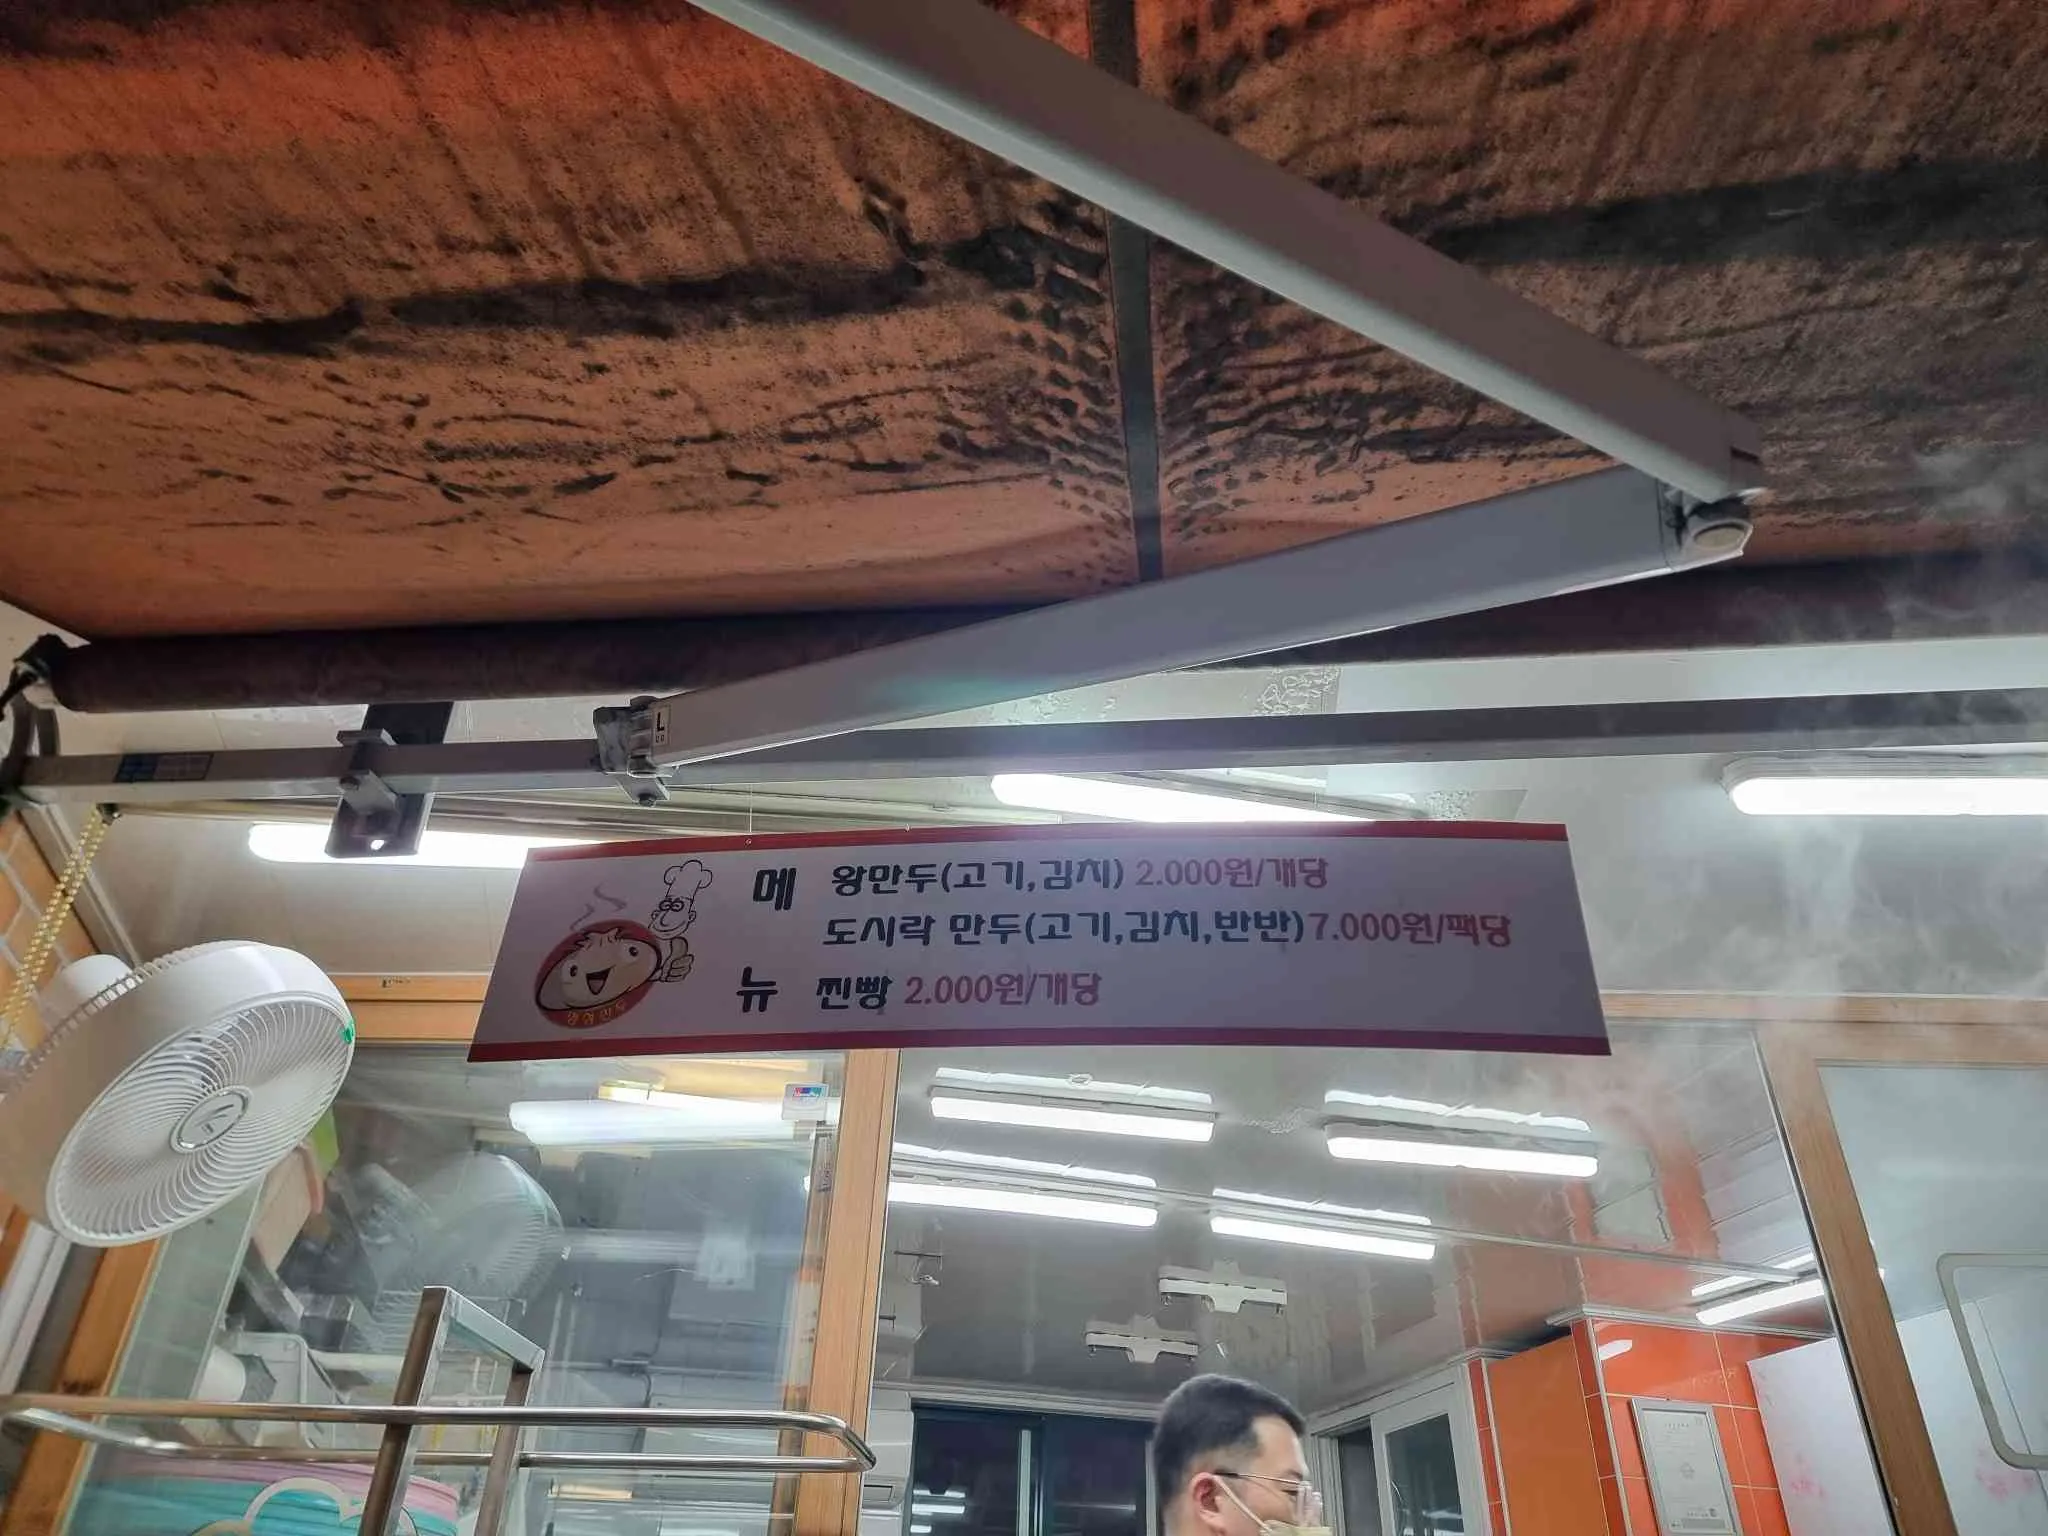 메뉴
왕만두(고기,김치) 2.000원/개당
도시락 만두(고기,김치,반반)7.000원/팩당
찐빵 2.000원/개당
L